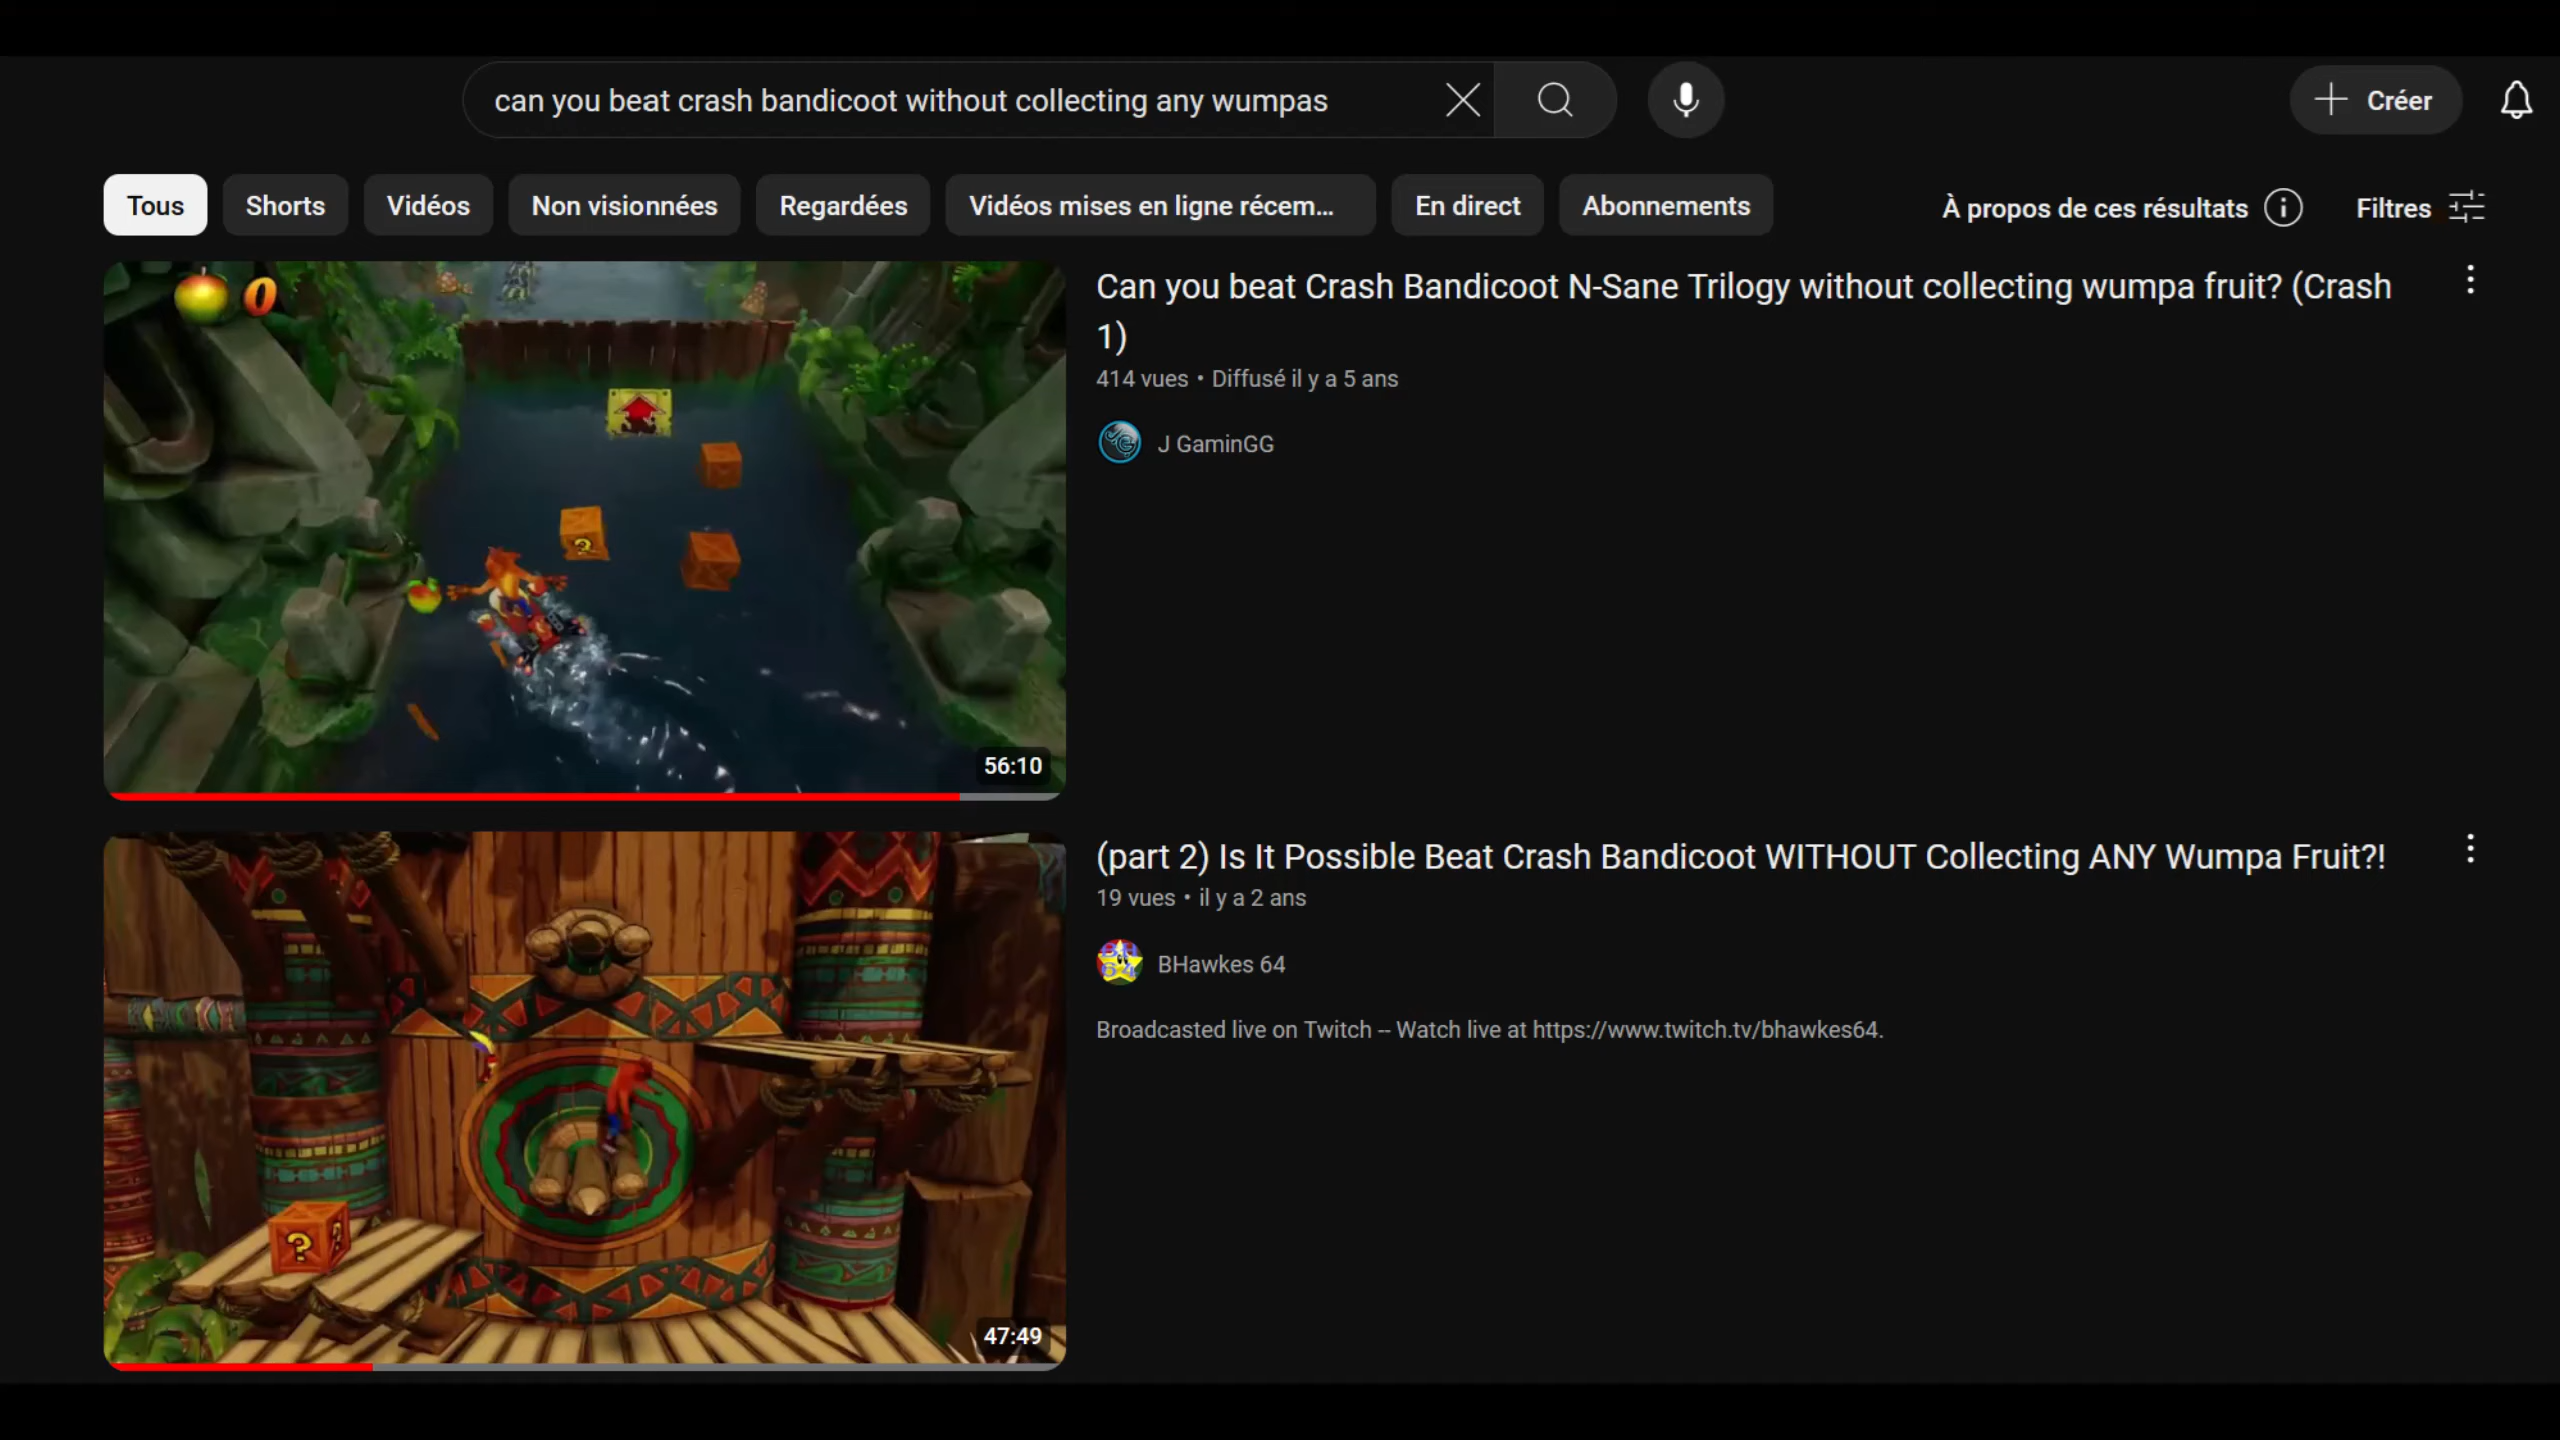 can you beat crash bandicoot without collecting any wumpas
Créer
Tous
Shorts
Vidéos
Non visionnées
Regardées
Vidéos mises en ligne récem...
En direct
Abonnements
À propos de ces résultats
Filtres
0
?
56:10
Can you beat Crash Bandicoot N-Sane Trilogy without collecting wumpa fruit? (Crash
1)
414 vues • Diffusé il y a 5 ans
J GaminGG
?
47:49
(part 2) Is It Possible Beat Crash Bandicoot WITHOUT Collecting ANY Wumpa Fruit?!
19 vues • il y a 2 ans
BHawkes 64
Broadcasted live on Twitch -- Watch live at https://www.twitch.tv/bhawkes64.